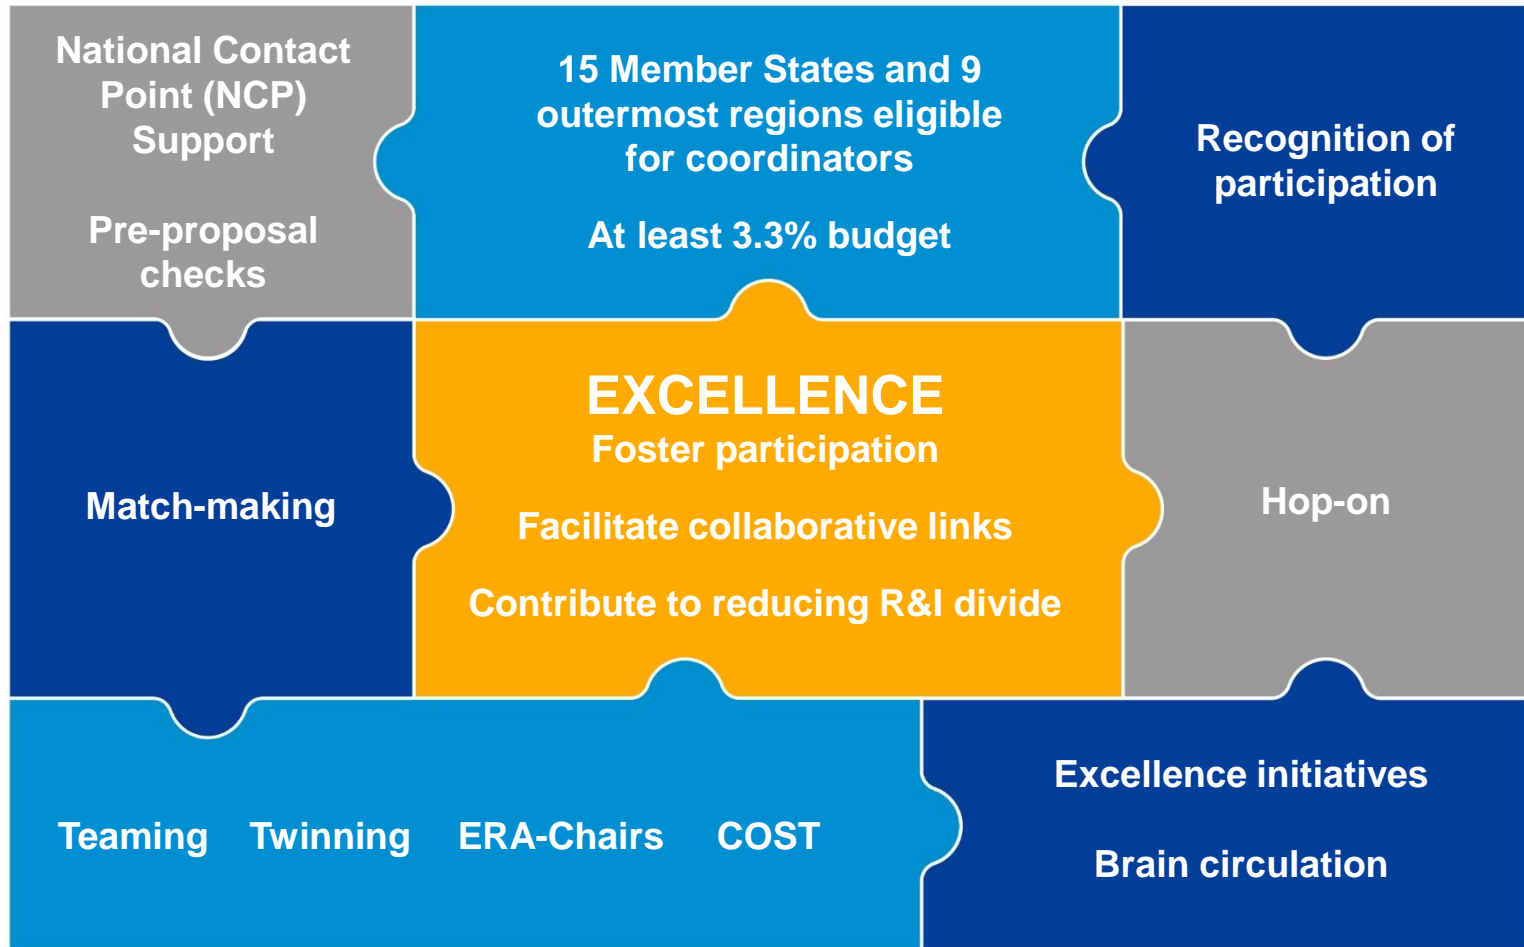 National Contact
Point (NCP)
Support
Pre-proposal
checks
15 Member States and 9
outermost regions eligible
for coordinators
At least 3.3% budget
Recognition of
participation
Match-making
EXCELLENCE
Foster participation
Facilitate collaborative links
Contribute to reducing R&I divide
Hop-on
Teaming Twinning ERA-Chairs COST
Excellence initiatives
Brain circulation